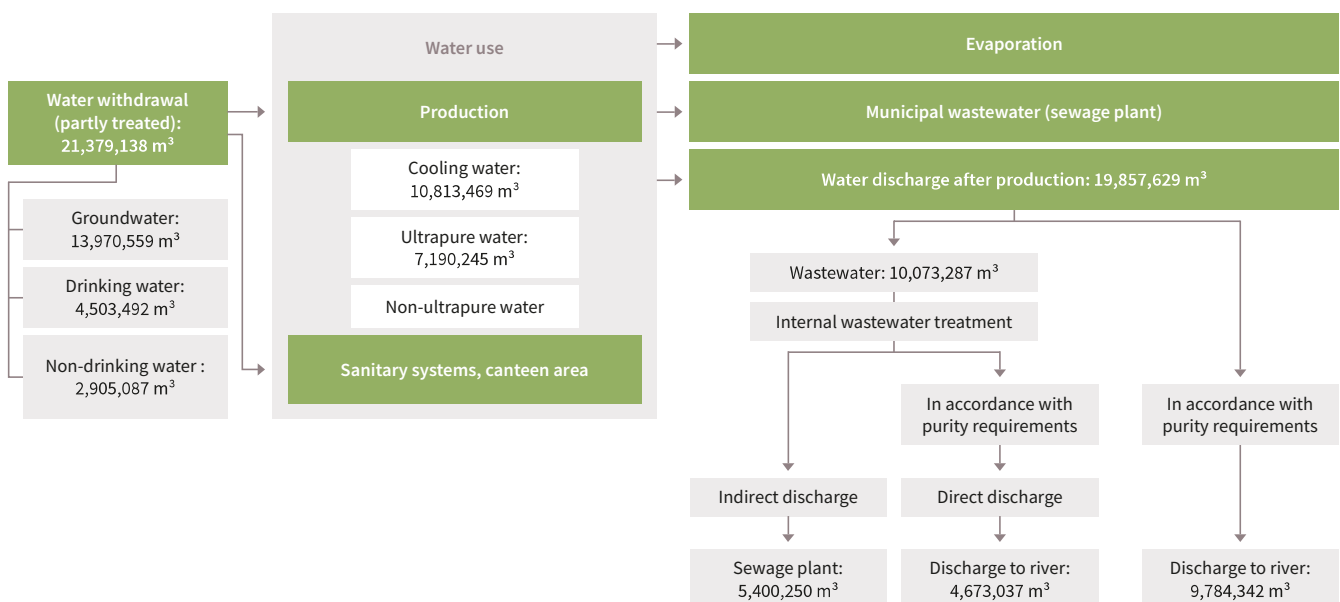 Water withdrawal
(partly treated):
21,379,138 m³
Groundwater:
13,970,559 m³
Drinking water:
4,503,492 m³
Non-drinking water :
2,905,087 m³
Water use
Production
Cooling water:
10,813,469 m³
Ultrapure water:
7,190,245 m³
Non-ultrapure water
Sanitary systems, canteen area
Evaporation
Municipal wastewater (sewage plant)
Water discharge after production: 19,857,629 m³
Wastewater: 10,073,287 m³
Internal wastewater treatment
In accordance with
purity requirements
In accordance with
purity requirements
Indirect discharge
Direct discharge
Sewage plant:
5,400,250 m³
Discharge to river:
4,673,037 m³
Discharge to river:
9,784,342 m³